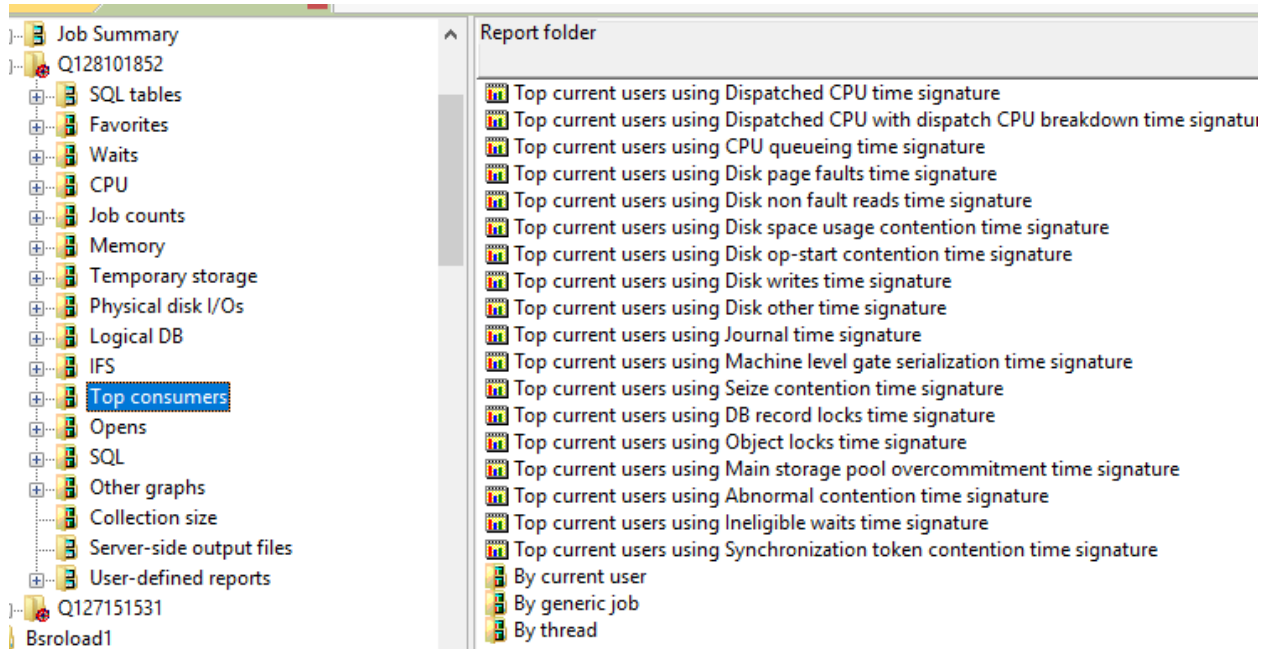 Job Summary
Q128101852
SQL tables
Favorites
Waits
CPU
Job counts
Memory
Temporary storage
Physical disk I/Os
Logical DB
IFS
Top consumers
Opens
SQL
Other graphs
Collection size
Server-side output files
User-defined reports
Q127151531
Bsroload1
Report folder
Top current users using Dispatched CPU time signature
Top current users using Dispatched CPU with dispatch CPU breakdown time signatur
Top current users using CPU queueing time signature
Top current users using Disk page faults time signature
Top current users using Disk non fault reads time signature
Top current users using Disk space usage contention time signature
Top current users using Disk op-start contention time signature
Top current users using Disk writes time signature
Top current users using Disk other time signature
Top current users using Journal time signature
Top current users using Machine level gate serialization time signature
Top current users using Seize contention time signature
Top current users using DB record locks time signature
Top current users using Object locks time signature
Top current users using Main storage pool overcommitment time signature
Top current users using Abnormal contention time signature
Top current users using Ineligible waits time signature
Top current users using Synchronization token contention time signature
By current user
By generic job
By thread